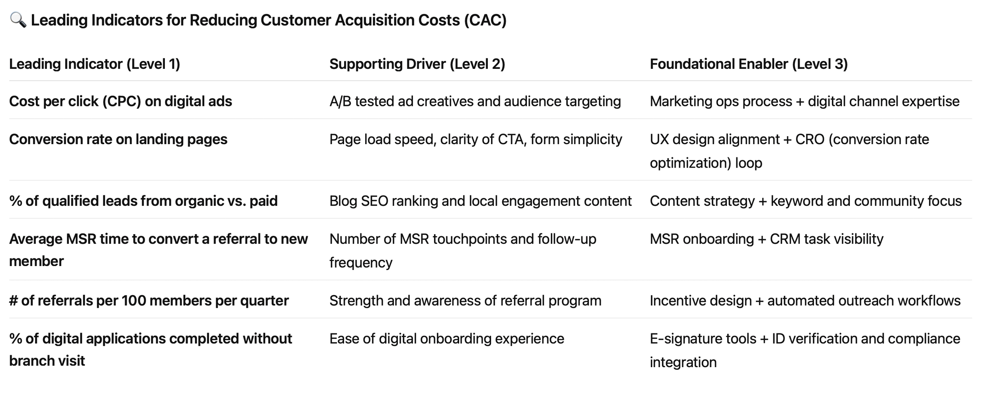 🔍 Leading Indicators for Reducing Customer Acquisition Costs (CAC)
Leading Indicator (Level 1) Supporting Driver (Level 2) Foundational Enabler (Level 3)
Cost per click (CPC) on digital ads A/B tested ad creatives and audience targeting Marketing ops process + digital channel expertise
Conversion rate on landing pages Page load speed, clarity of CTA, form simplicity UX design alignment + CRO (conversion rate
optimization) loop
% of qualified leads from organic vs. paid Blog SEO ranking and local engagement content Content strategy + keyword and community focus
Average MSR time to convert a referral to new Number of MSR touchpoints and follow-up MSR onboarding + CRM task visibility
member frequency
# of referrals per 100 members per quarter Strength and awareness of referral program Incentive design + automated outreach workflows
% of digital applications completed without Ease of digital onboarding experience E-signature tools + ID verification and compliance
branch visit integration